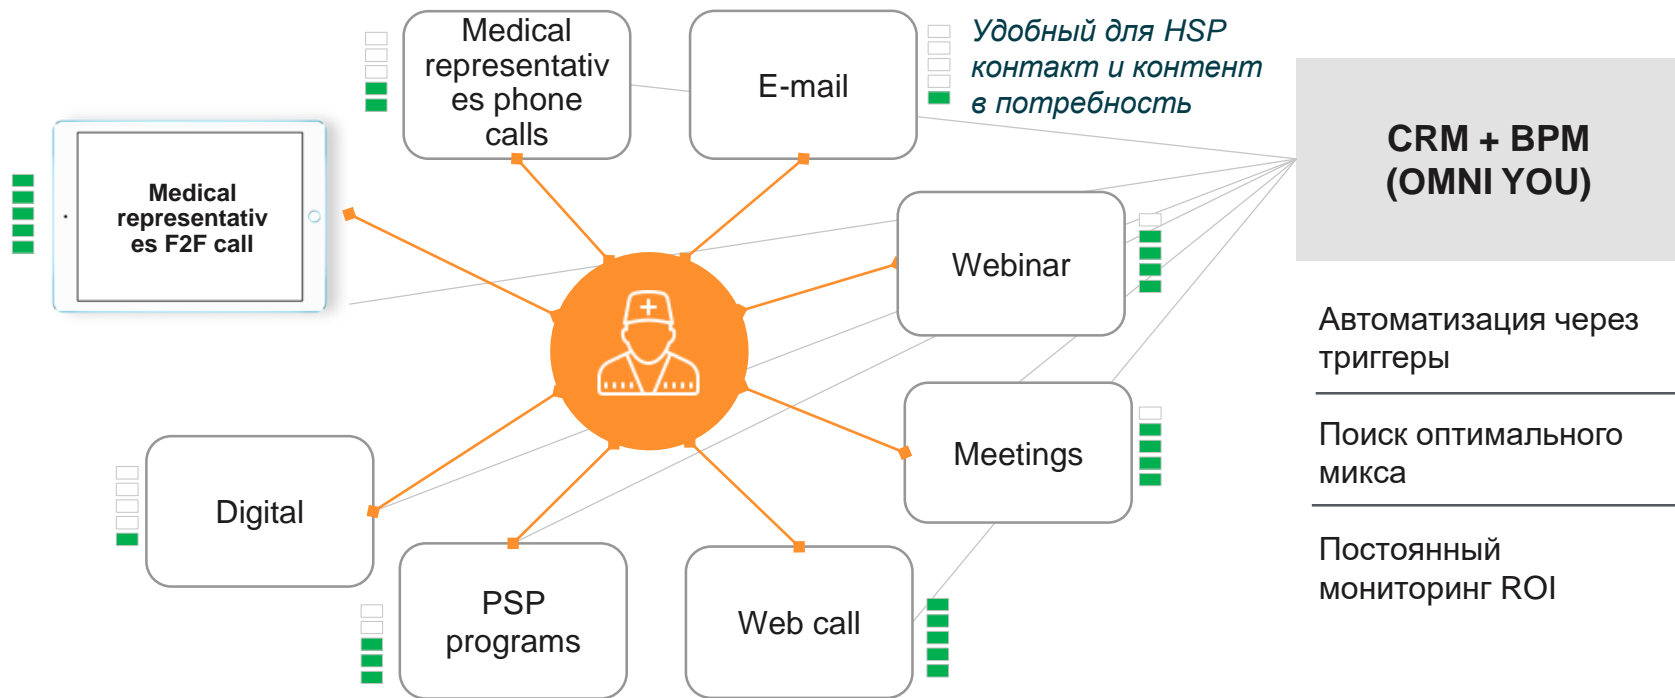 Medical
representativ
es phone
calls
E-mail
Удобный для HSP
контакт и контент
в потребность
CRM + BPM
(OMNI YOU)
Medical
representativ
es F2F call
Webinar
Автоматизация через
триггеры
Meetings
Поиск оптимального
микса
Digital
PSP
programs
Web call
Постоянный
мониторинг ROI